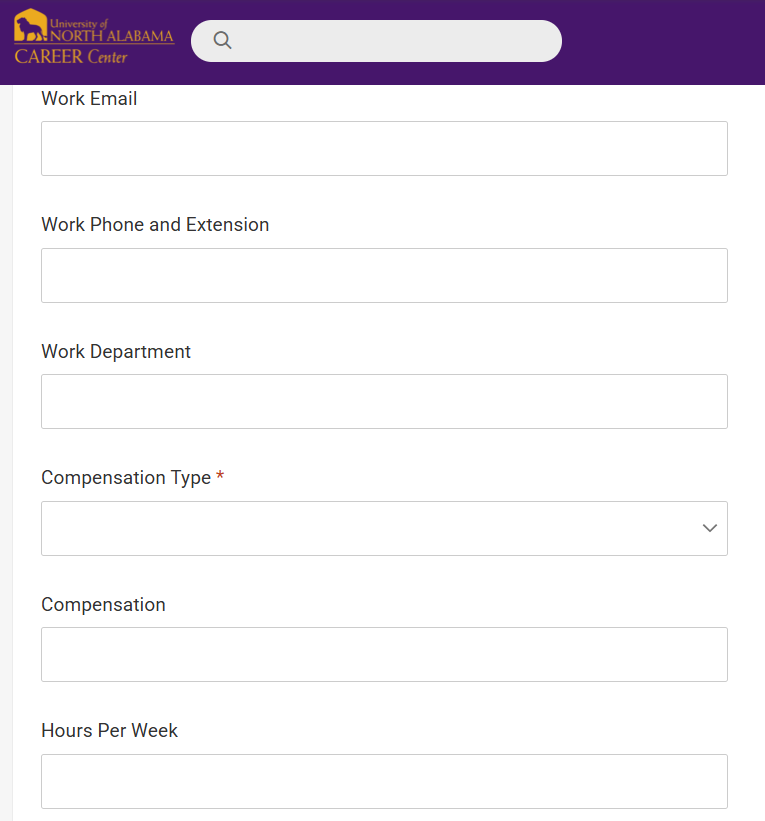 University of
NORTH ALABAMA
CAREER Center
Work Email
Work Phone and Extension
Work Department
Compensation Type *
Compensation
Hours Per Week